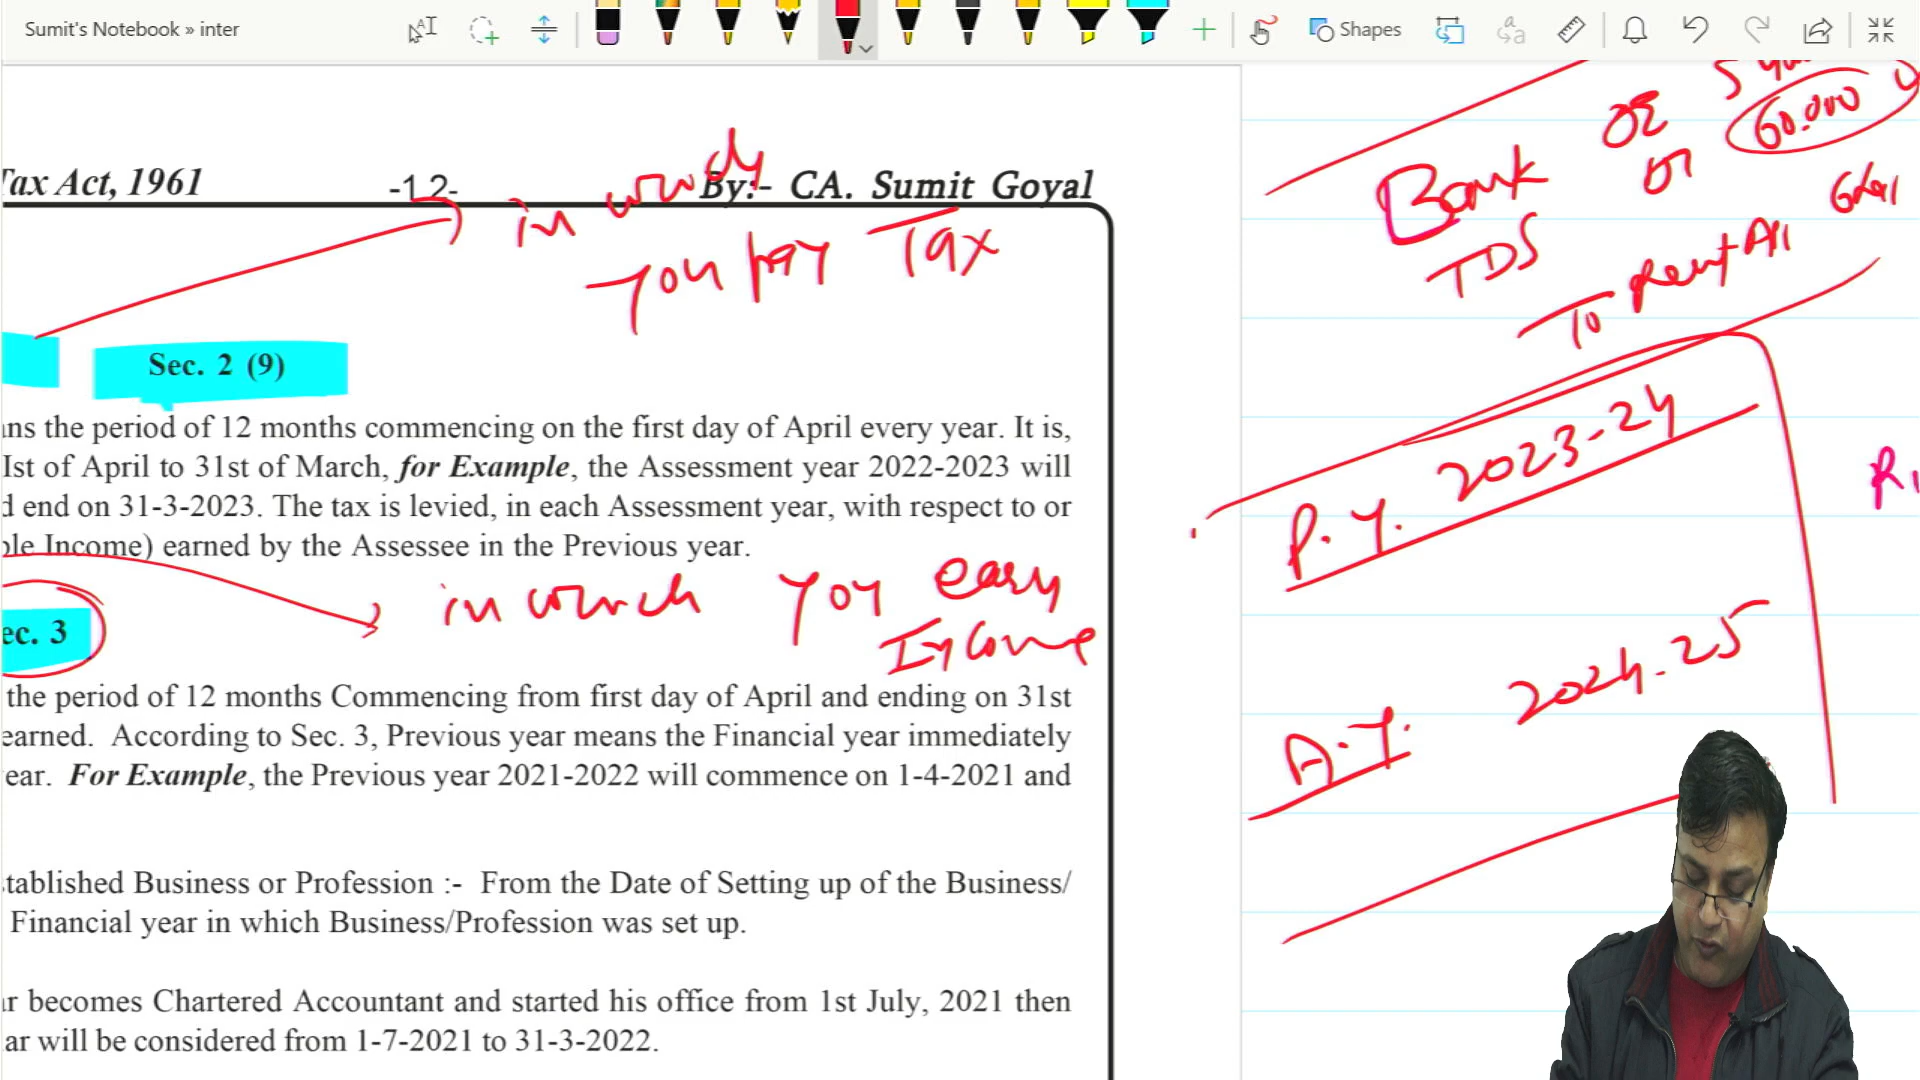 Sumit's Notebook » inter
Shapes
Tax Act, 1961 -12- By:- CA. Sumit Goyal
in which
you pay Tax
Sec. 2 (9)
ans the period of 12 months commencing on the first day of April every year. It is,
Ist of April to 31st of March, for Example, the Assessment year 2022-2023 will
d end on 31-3-2023. The tax is levied, in each Assessment year, with respect to or
ble Income) earned by the Assessee in the Previous year.
in which you earn
Income
ec. 3
the period of 12 months Commencing from first day of April and ending on 31st
earned. According to Sec. 3, Previous year means the Financial year immediately
ear. For Example, the Previous year 2021-2022 will commence on 1-4-2021 and
stablished Business or Profession :- From the Date of Setting up of the Business/
Financial year in which Business/Profession was set up.
ar becomes Chartered Accountant and started his office from 1st July, 2021 then
ar will be considered from 1-7-2021 to 31-3-2022.
60.000
Bank
TDS
To Rent A/c
P.Y. 2023-24
A.Y. 2024-25